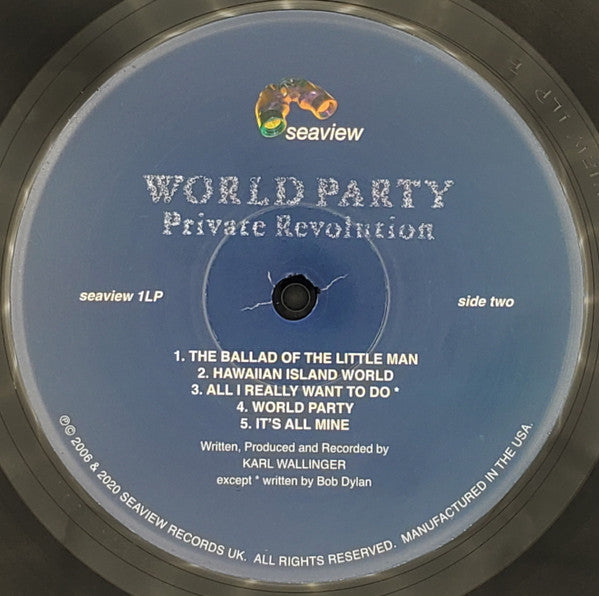 seaview
WORLD PARTY
Private Revolution
seaview 1LP
side two
1. THE BALLAD OF THE LITTLE MAN
2. HAWAIIAN ISLAND WORLD
3. ALL I REALLY WANT TO DO *
4. WORLD PARTY
5. IT'S ALL MINE
Written, Produced and Recorded by
KARL WALLINGER
except * written by Bob Dylan
℗© 2006 & 2020 SEAVIEW RECORDS UK. ALL RIGHTS RESERVED. MANUFACTURED IN THE USA.